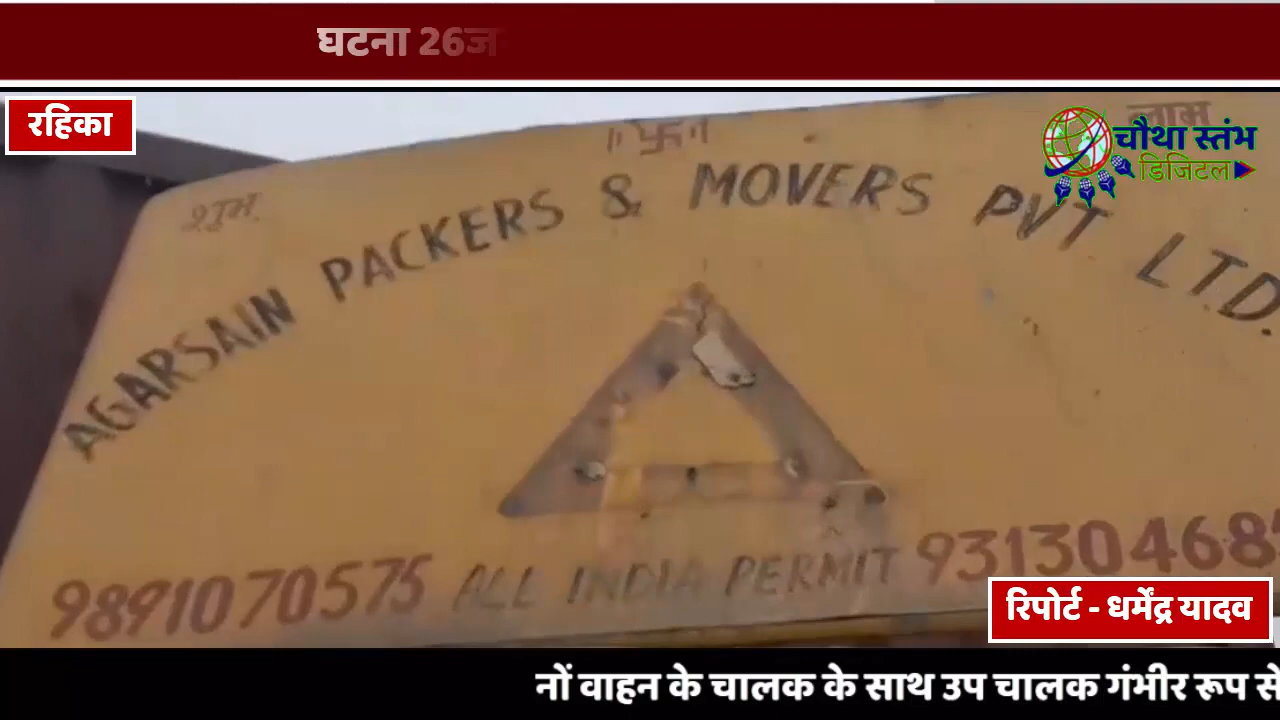 घटना 26ज
रहिका
लाभ
चौथा स्तंभ
डिजिटल
शुभ
AGARSAIN PACKERS & MOVERS PVT LTD.
9891070575 ALL INDIA PERMIT 931304685
रिपोर्ट - धर्मेंद्र यादव
नों वाहन के चालक के साथ उप चालक गंभीर रूप से